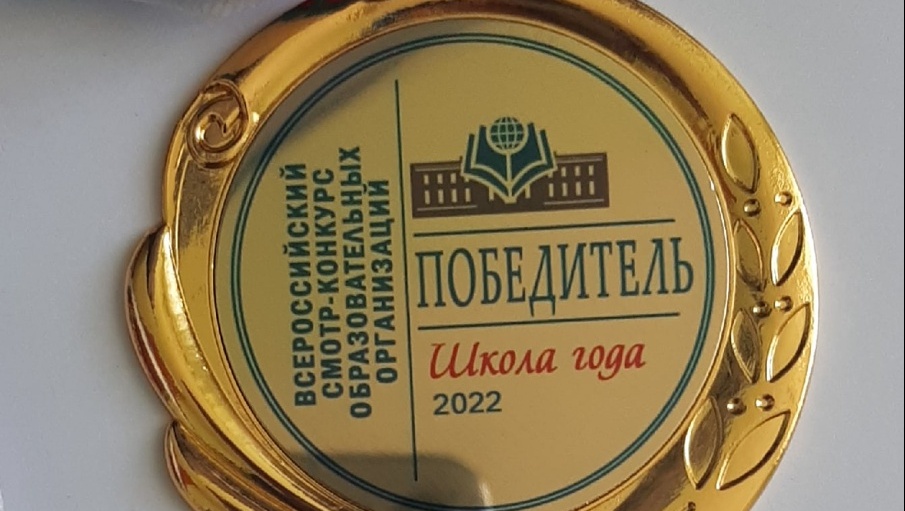 ВСЕРОССИЙСКИЙ
СМОТР-КОНКУРС
ОБРАЗОВАТЕЛЬНЫХ
ОРГАНИЗАЦИЙ
ПОБЕДИТЕЛЬ
Школа года
2022